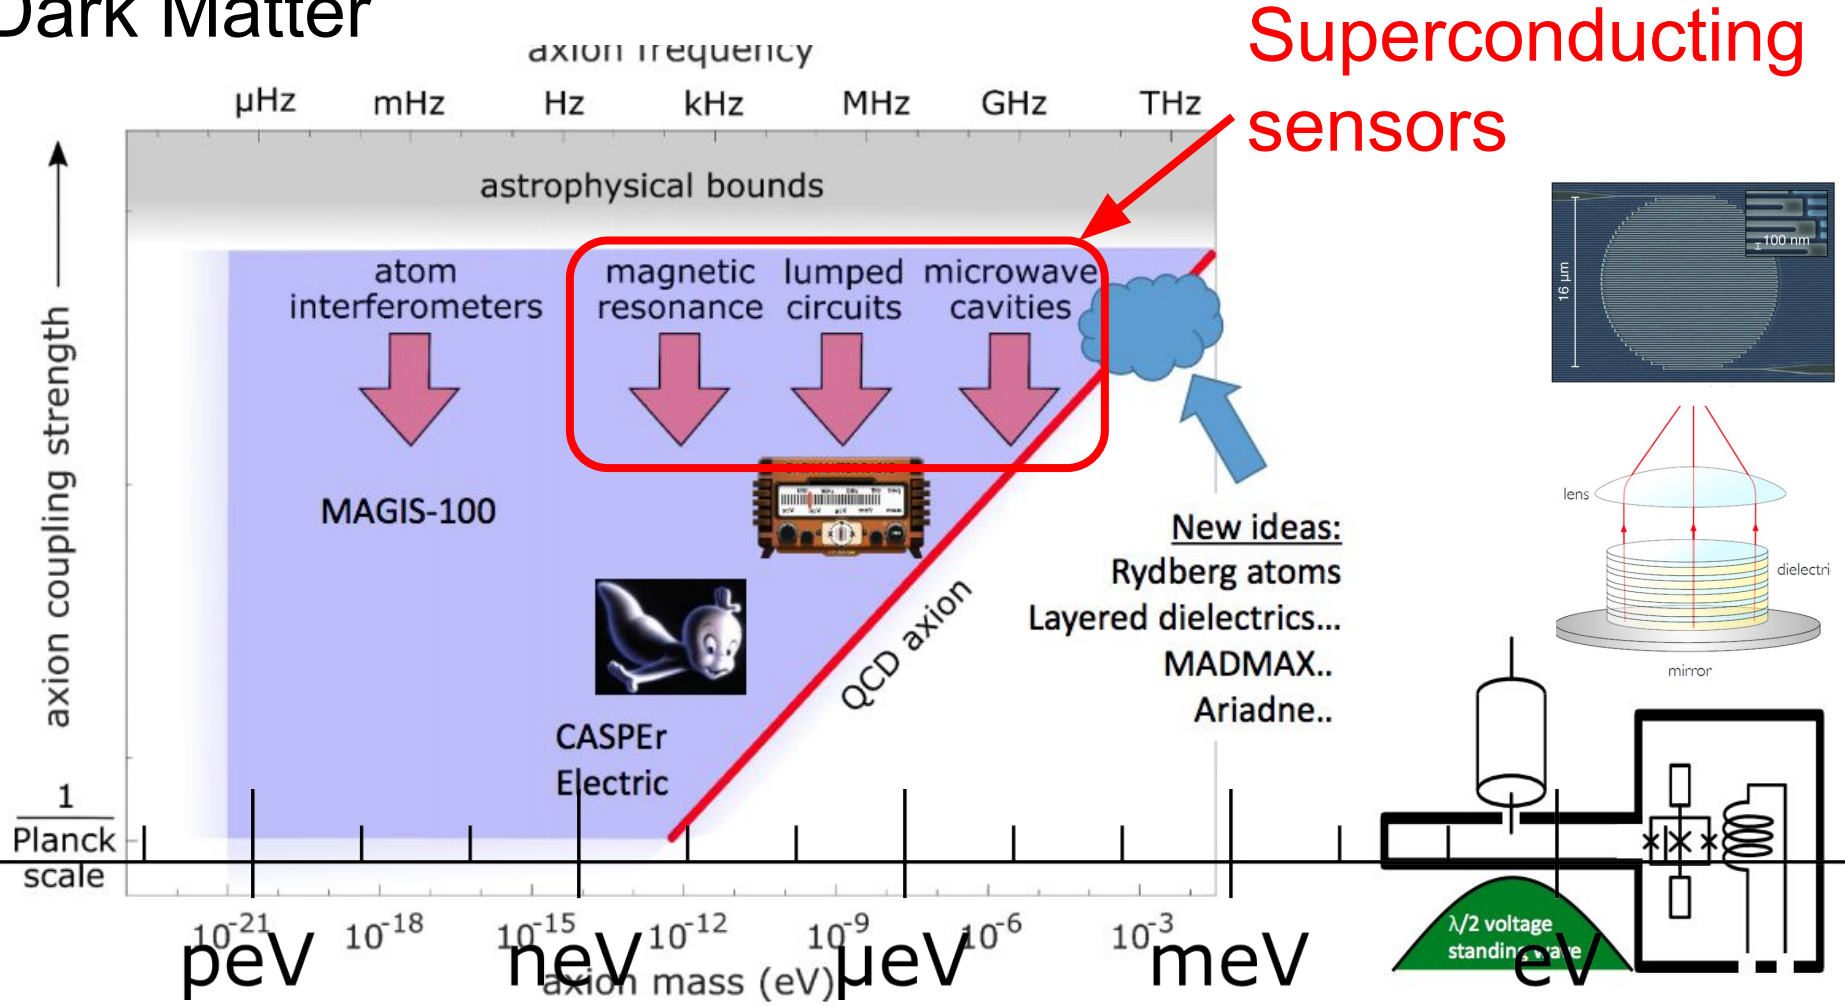 Dark Matter
Superconducting
sensors
axion frequency
µHz mHz Hz kHz MHz GHz THz
astrophysical bounds
atom
interferometers
magnetic
resonance
lumped
circuits
microwave
cavities
axion coupling strength
MAGIS-100
CASPEr
Electric
QCD axion
New ideas:
Rydberg atoms
Layered dielectrics...
MADMAX..
Ariadne..
16 µm
100 nm
lens
dielectri
mirror
1
Planck
scale
λ/2 voltage
standing wave
10-21 10-18 10-15 10-12 10-9 10-6 10-3
peV neV µeV meV eV
axion mass (eV)